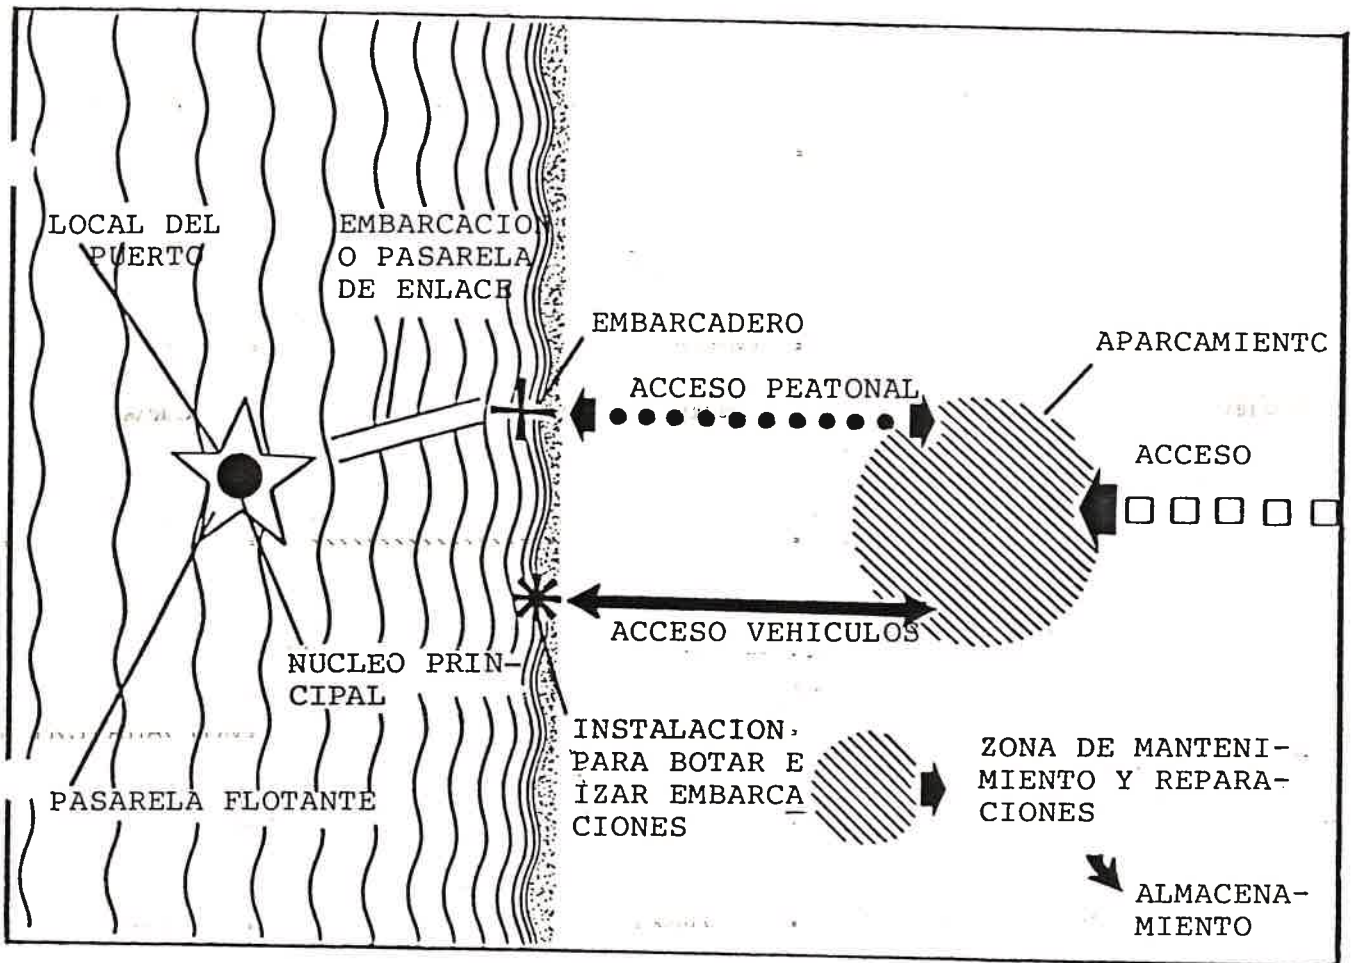 LOCAL DEL
PUERTO
EMBARCACION
O PASARELA
DE ENLACE
EMBARCADERO
APARCAMIENTC
ACCESO PEATONAL
ACCESO
ACCESO VEHICULOS
NUCLEO PRIN-
CIPAL
PASARELA FLOTANTE
INSTALACION
PARA BOTAR E
IZAR EMBARCA
CIONES
ZONA DE MANTENI-
MIENTO Y REPARA-
CIONES
ALMACENA-
MIENTO